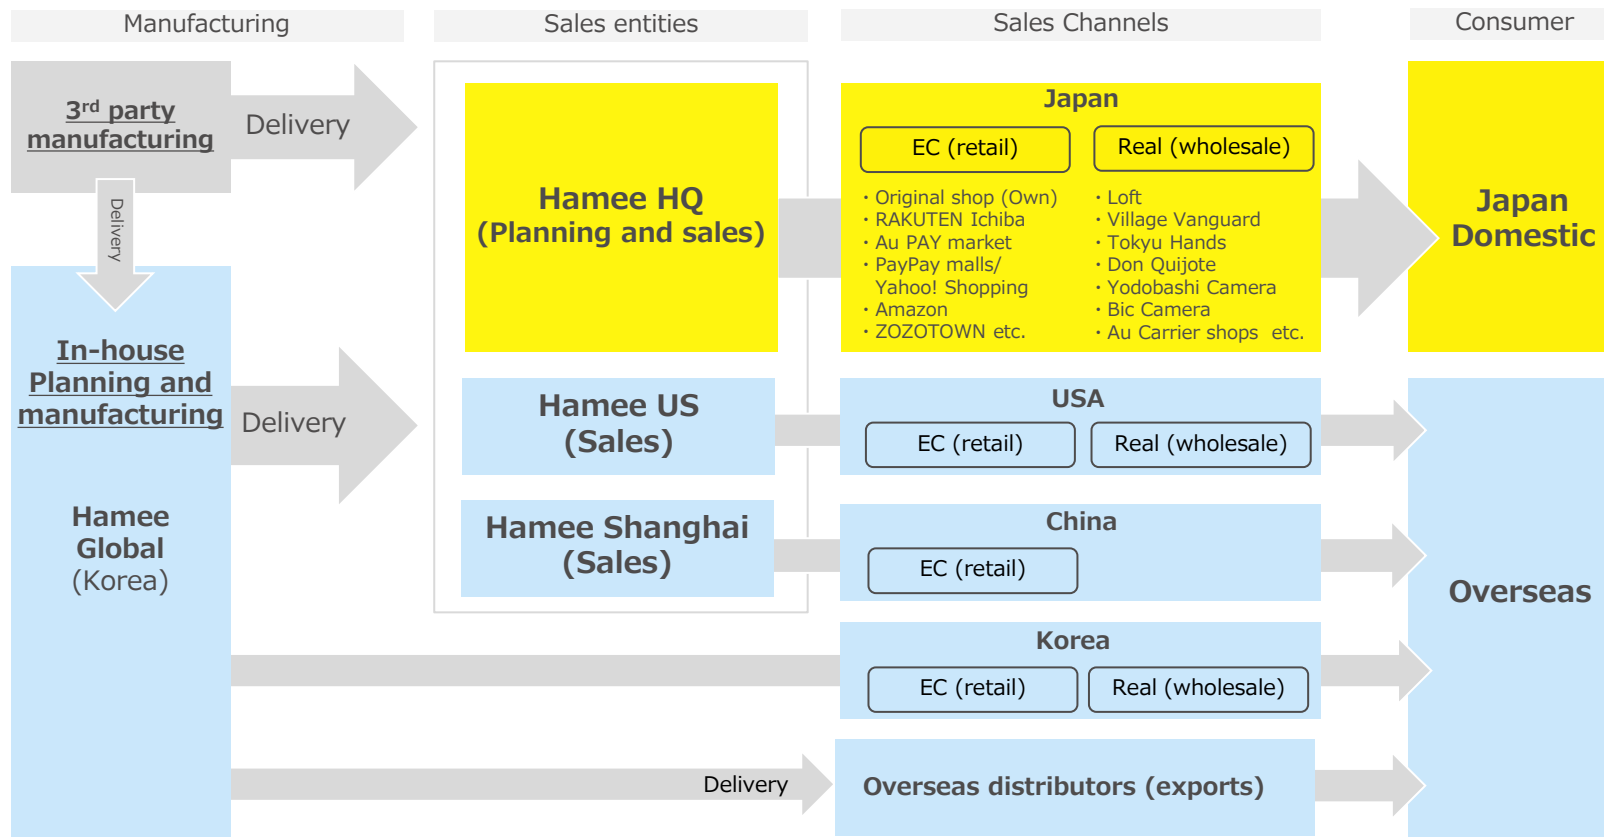 Manufacturing
Sales entities
Sales Channels
Consumer
3rd party
manufacturing
Delivery
Delivery
In-house
Planning and
manufacturing
Hamee
Global
(Korea)
Delivery
Hamee HQ
(Planning and sales)
Hamee US
(Sales)
Hamee Shanghai
(Sales)
Japan
EC (retail)
・Original shop (Own)
・RAKUTEN Ichiba
・Au PAY market
・PayPay malls/
Yahoo! Shopping
・Amazon
・ZOZOTOWN etc.
Real (wholesale)
・Loft
・Village Vanguard
・Tokyu Hands
・Don Quijote
・Yodobashi Camera
・Bic Camera
・Au Carrier shops etc.
USA
EC (retail)
Real (wholesale)
China
EC (retail)
Korea
EC (retail)
Real (wholesale)
Delivery
Overseas distributors (exports)
Japan
Domestic
Overseas